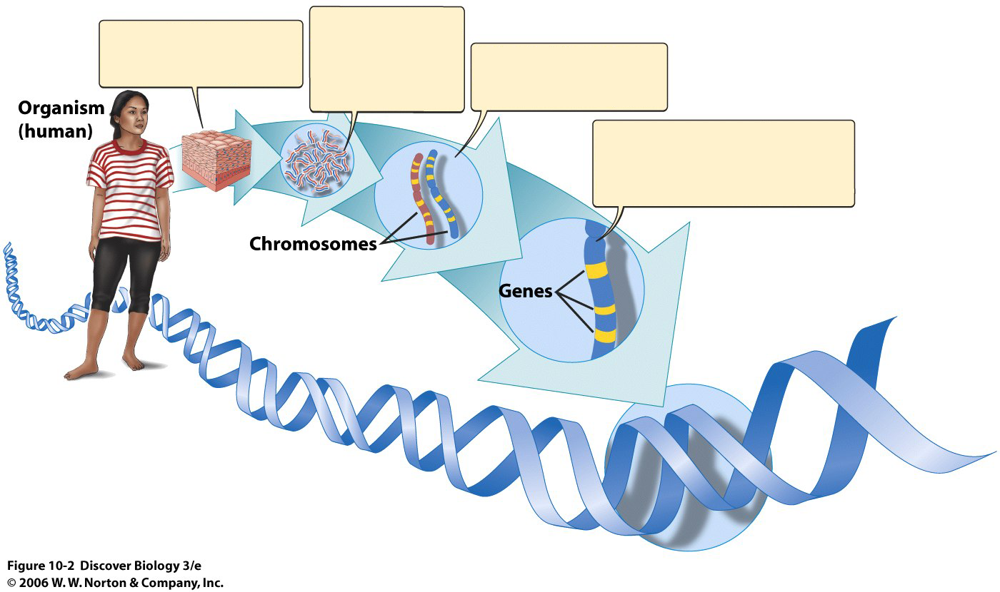 Organism
(human)
Chromosomes
Genes
Figure 10-2  Discover Biology 3/e
© 2006 W. W. Norton & Company, Inc.